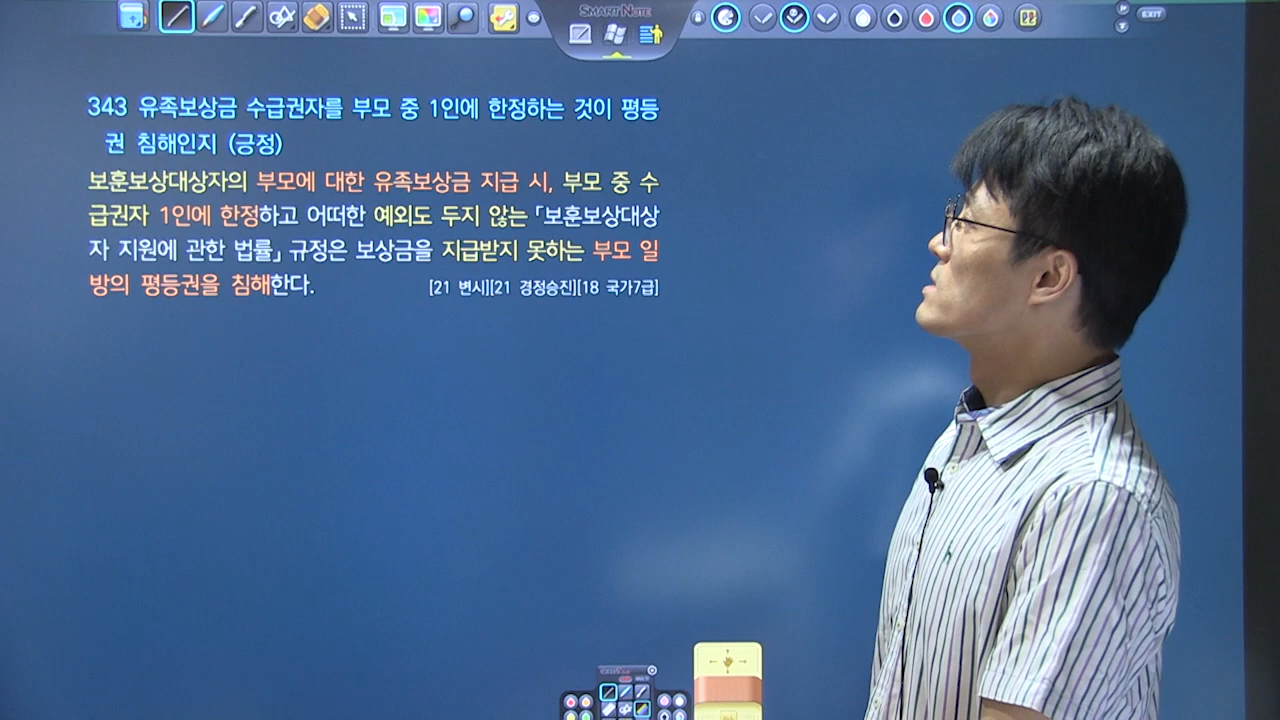 SMART NOTE
EXIT
343 유족보상금 수급권자를 부모 중 1인에 한정하는 것이 평등
권 침해인지 (긍정)
보훈보상대상자의 부모에 대한 유족보상금 지급 시, 부모 중 수
급권자 1인에 한정하고 어떠한 예외도 두지 않는 「보훈보상대상
자 지원에 관한 법률」 규정은 보상금을 지급받지 못하는 부모 일
방의 평등권을 침해한다.
[21 변시][21 경정승진][18 국가7급]